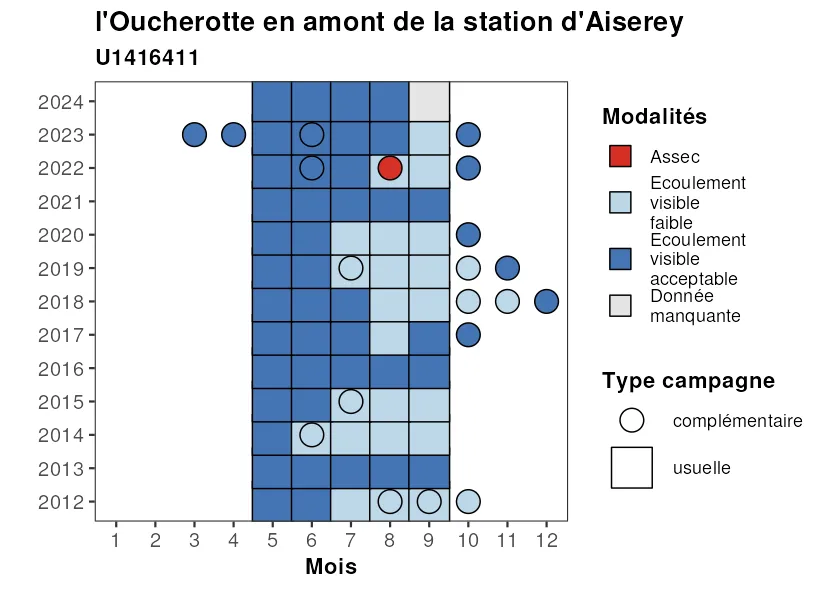 l'Oucherotte en amont de la station d'Aiserey
U1416411
2024
2023
2022
2021
2020
2019
2018
2017
2016
2015
2014
2013
2012
1 2 3 4 5 6 7 8 9 10 11 12
Mois
Modalités
Assec
Ecoulement
visible
faible
Ecoulement
visible
acceptable
Donnée
manquante
Type campagne
complémentaire
usuelle